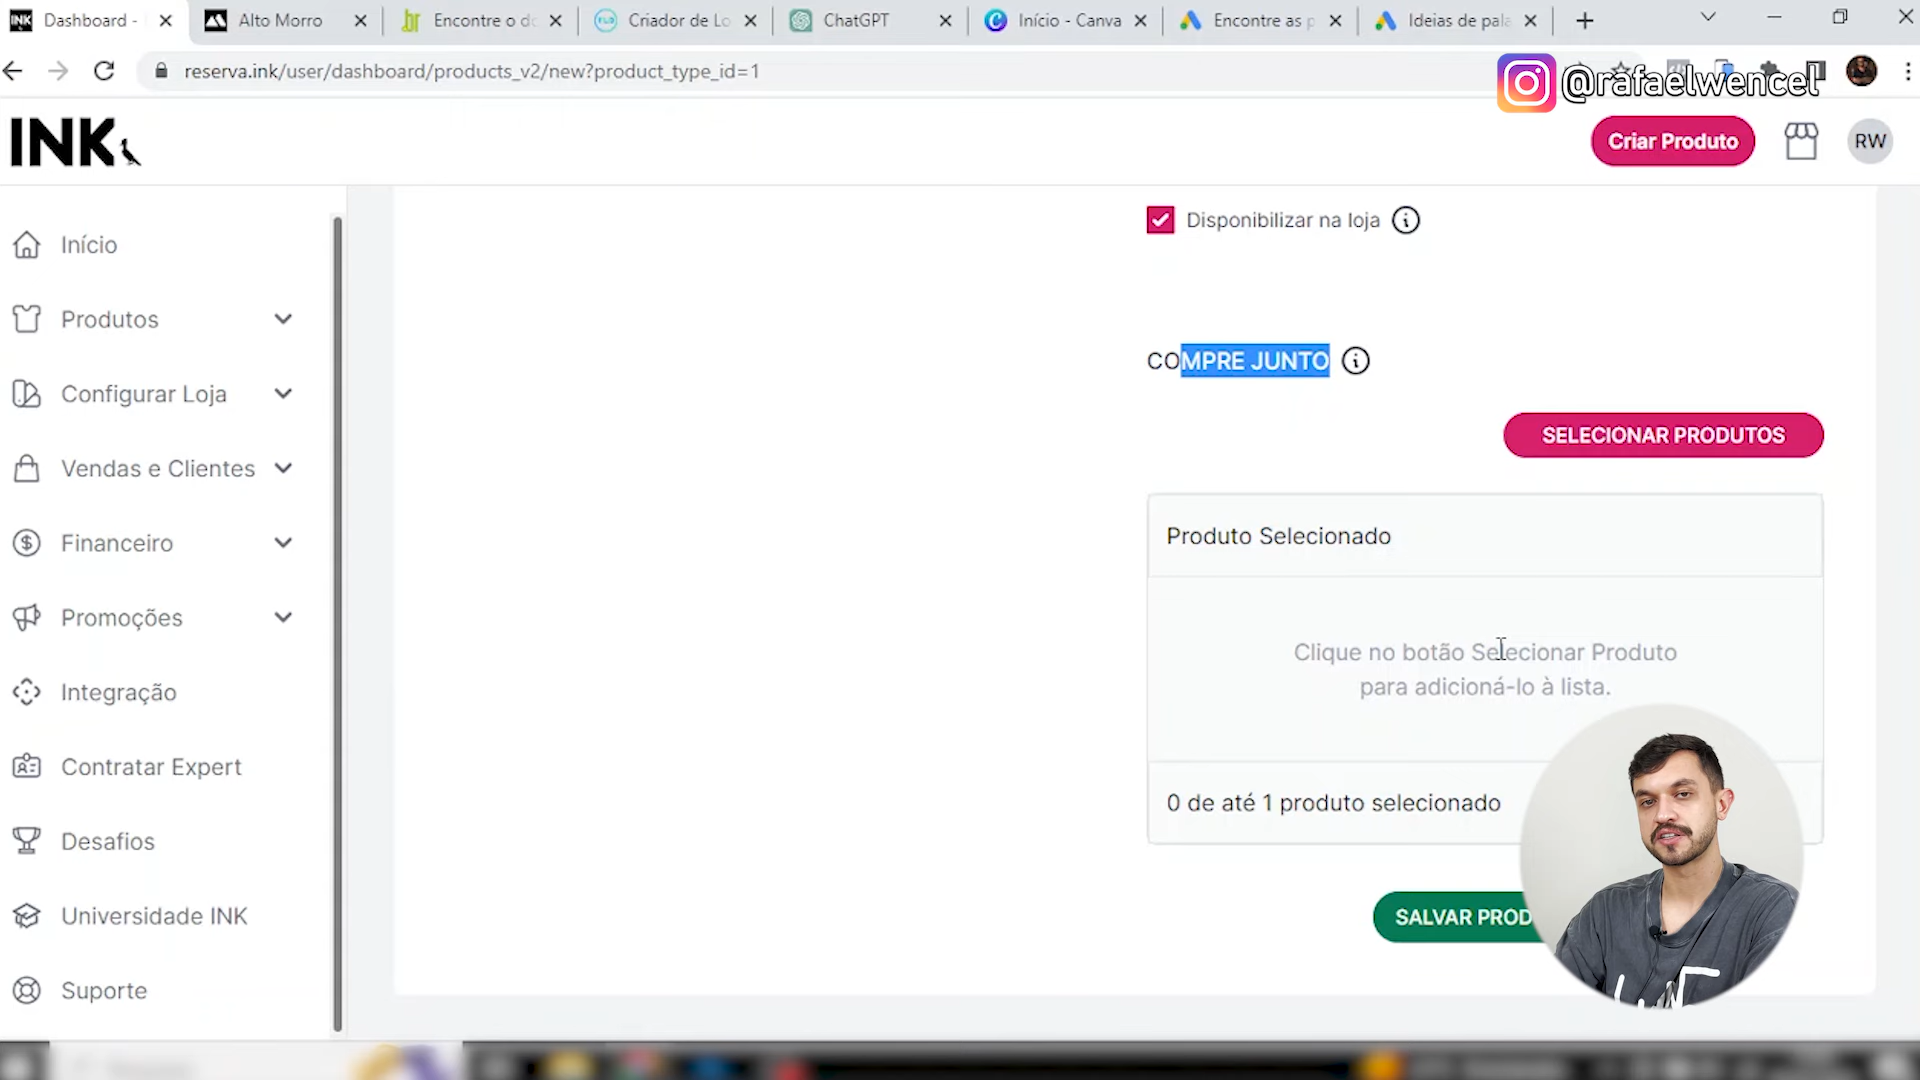 Dashboard -
Alto Morro
Encontre o do
Criador de Lo
ChatGPT
Início - Canva
Encontre as p
Ideias de pala
reserva.ink/user/dashboard/products_v2/new?product_type_id=1
@rafaelwencel
INK
Criar Produto
RW
Início
Produtos
Configurar Loja
Vendas e Clientes
Financeiro
Promoções
Integração
Contratar Expert
Desafios
Universidade INK
Suporte
Disponibilizar na loja
COMPRE JUNTO
SELECIONAR PRODUTOS
Produto Selecionado
Clique no botão Selecionar Produto
para adicioná-lo à lista.
0 de até 1 produto selecionado
SALVAR PROD